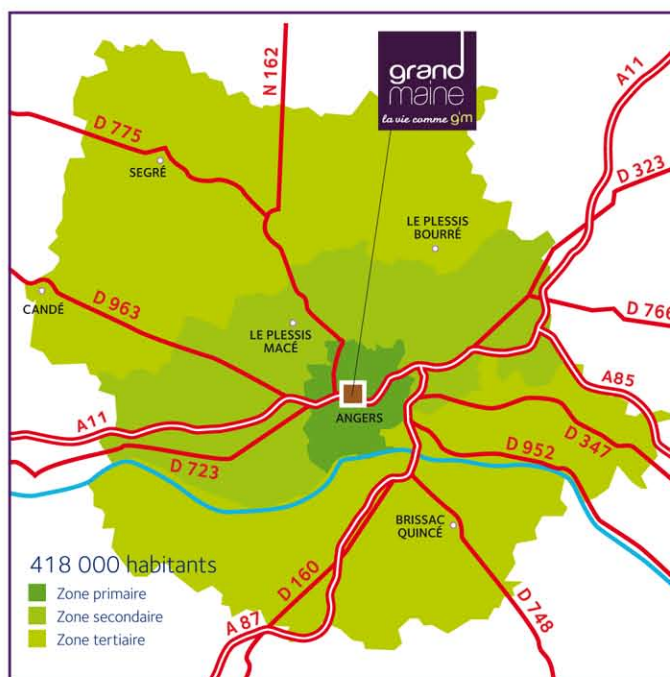 grand
maine
la vie comme g'm
N 162
A11
D 775
D 323
SEGRÉ
LE PLESSIS
BOURRÉ
CANDÉ
D 963
D 766
LE PLESSIS
MACÉ
A85
ANGERS
A11
D 347
D 723
D 952
BRISSAC
QUINCÉ
418 000 habitants
Zone primaire
Zone secondaire
Zone tertiaire
D 160
A 87
D 748